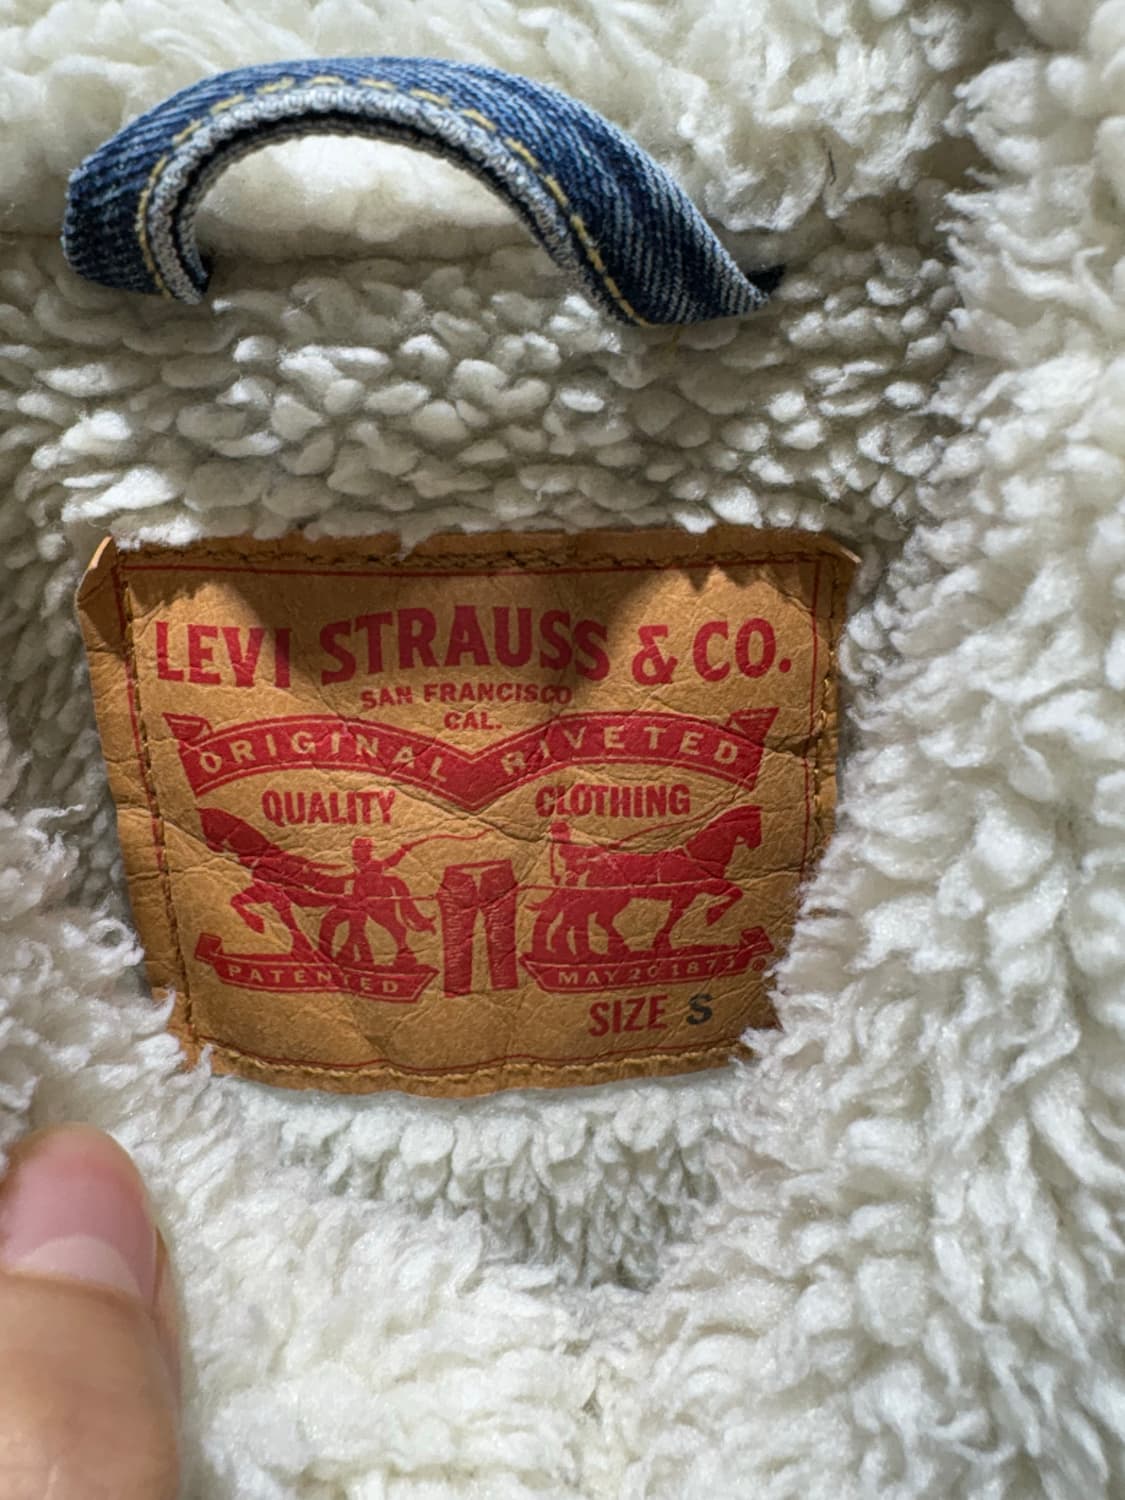 LEVI STRAUSS & CO.
SAN FRANCISCO
CAL.
ORIGINAL RIVETED
QUALITY CLOTHING
PATENTED MAY 20 1873 ®
SIZE S